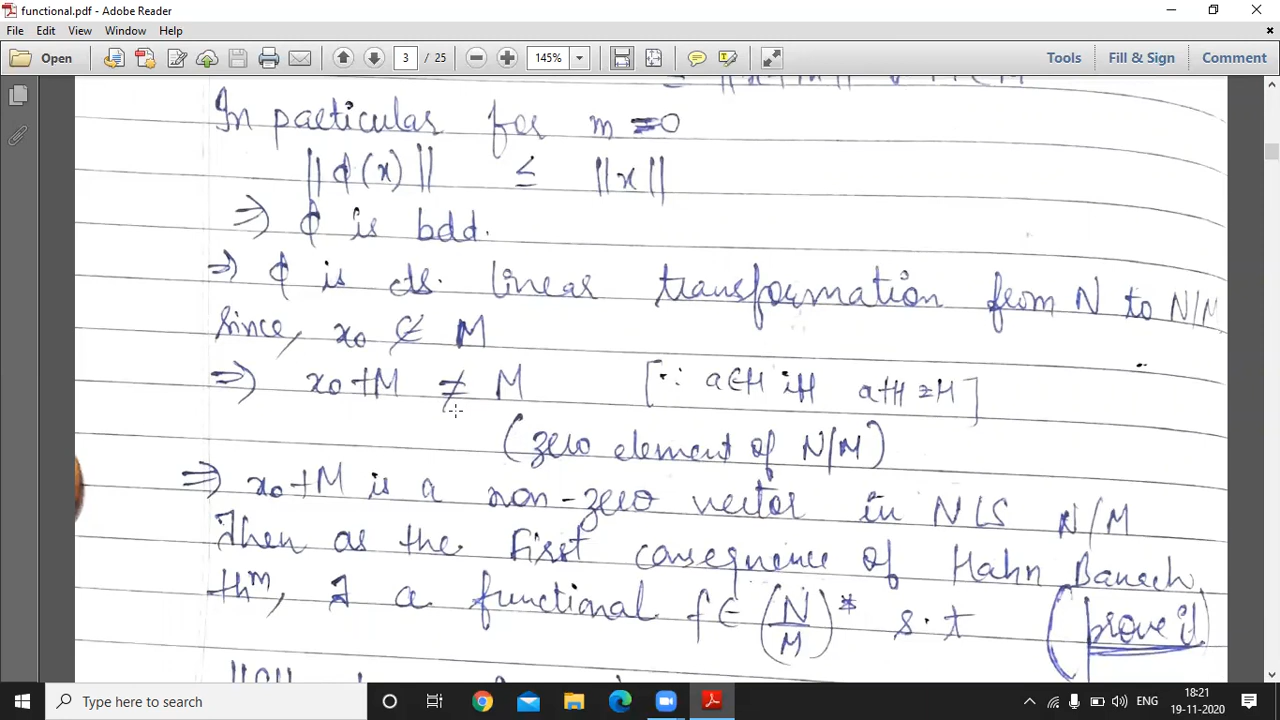 functional.pdf - Adobe Reader
File Edit View Window Help
Open 3 / 25 145% Tools Fill & Sign Comment
In particular for m = 0
||ϕ(x)|| ≤ ||x||
⇒ ϕ is bdd.
⇒ ϕ is cts. linear transformation from N to N/M
Since, x₀ ∉ M
⇒ x₀+M ≠ M [∵ a∈H iff a+H = H]
(zero element of N/M)
⇒ x₀+M is a non-zero vector in NLS N/M
Then as the First consequence of Hahn Banach
thᵐ, ∃ a functional f ∈ (N/M)* s.t (prove it)
Type here to search
ENG
18:21
19-11-2020